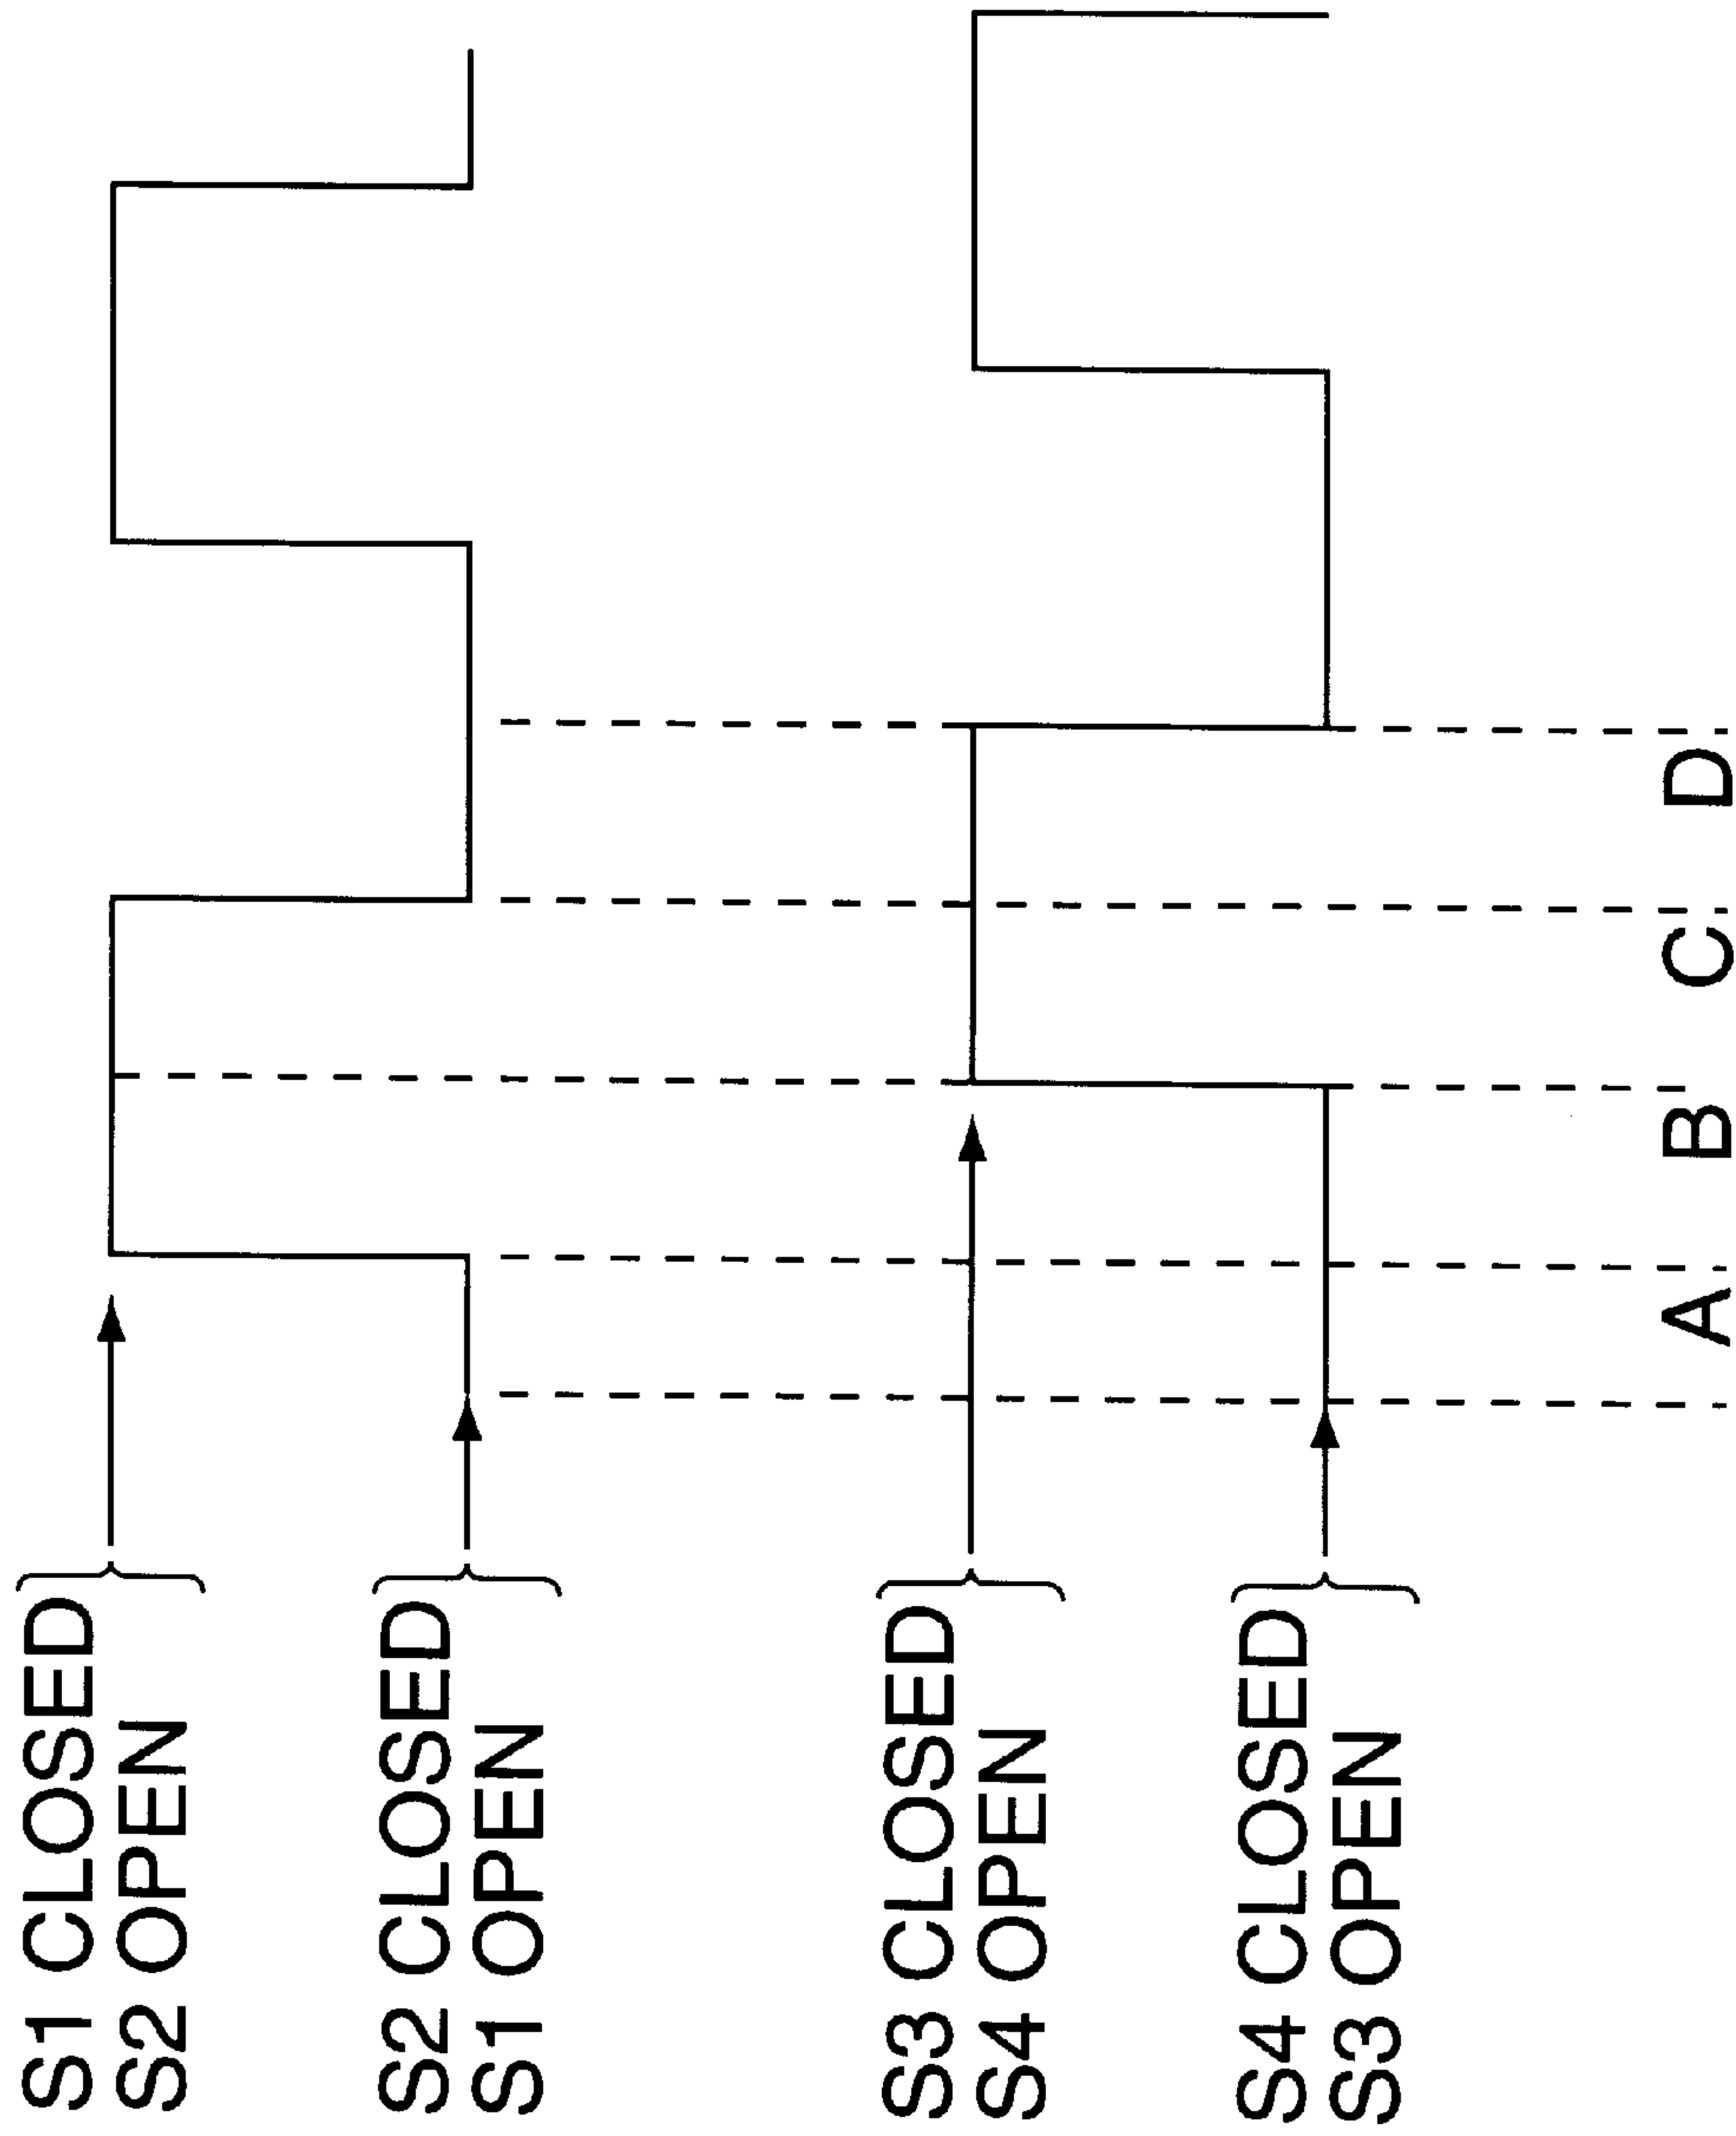 S1 CLOSED
S2 OPEN
S2 CLOSED
S1 OPEN
S3 CLOSED
S4 OPEN
S4 CLOSED
S3 OPEN
A B C D